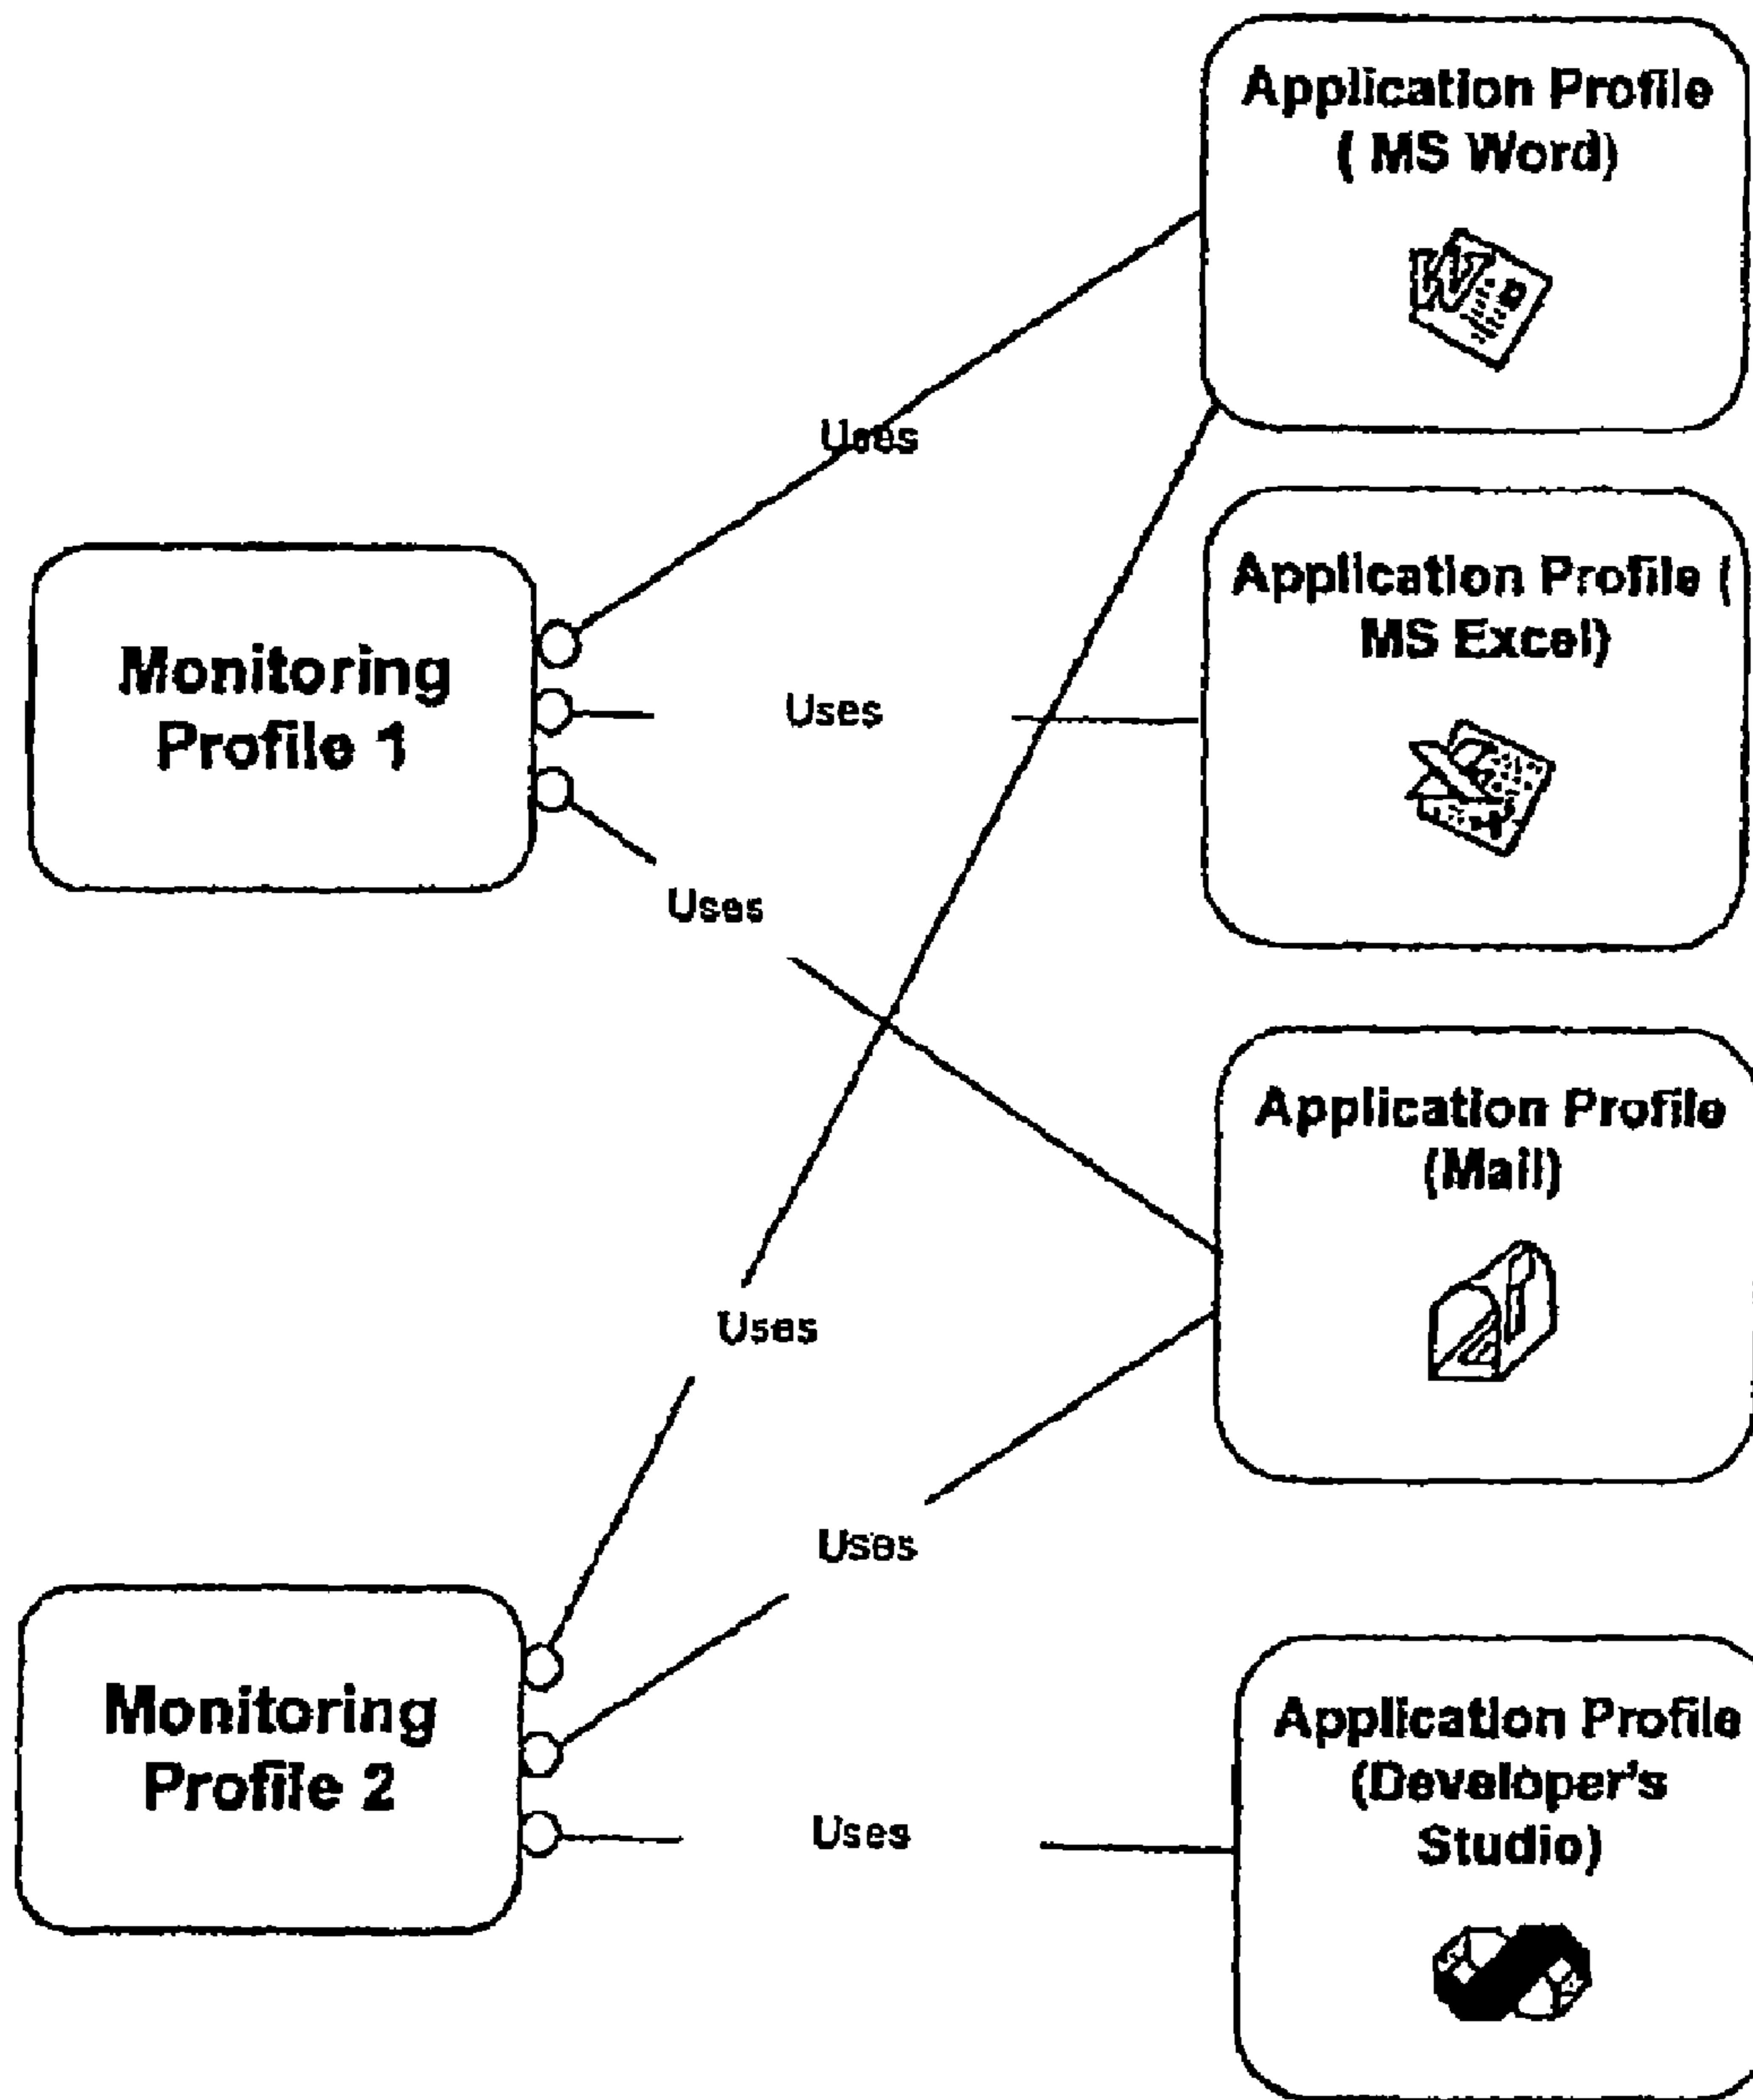 Application Profile
( MS Word)
Uses
Application Profile (
MS Excel)
Monitoring
Profile 1
Uses
Uses
Application Profile
(Mail)
Uses
Uses
Monitoring
Profile 2
Application Profile
(Developer's
Studio)
Uses